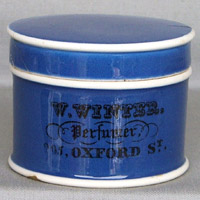 W. WINTER.
Perfumer
205, OXFORD ST.